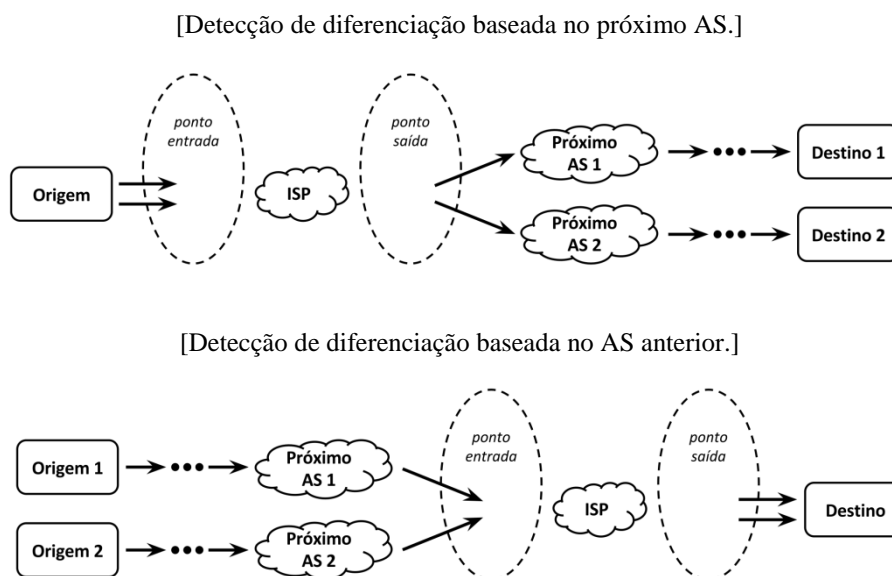 [Detecção de diferenciação baseada no próximo AS.]
ponto
entrada
ponto
saída
Próximo
AS 1
Destino 1
Origem
ISP
Próximo
AS 2
Destino 2
[Detecção de diferenciação baseada no AS anterior.]
ponto
entrada
ponto
saída
Origem 1
Próximo
AS 1
ISP
Destino
Origem 2
Próximo
AS 2